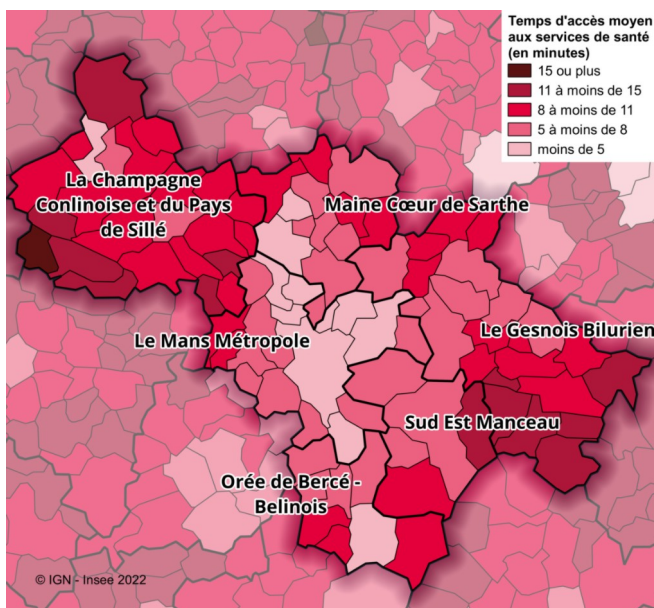 Temps d'accès moyen
aux services de santé
(en minutes)
15 ou plus
11 à moins de 15
8 à moins de 11
5 à moins de 8
moins de 5
La Champagne
Conlinoise et du Pays
de Sillé
Maine Cœur de Sarthe
Le Mans Métropole
Le Gesnois Bilurien
Sud Est Manceau
Orée de Bercé -
Belinois
© IGN - Insee 2022